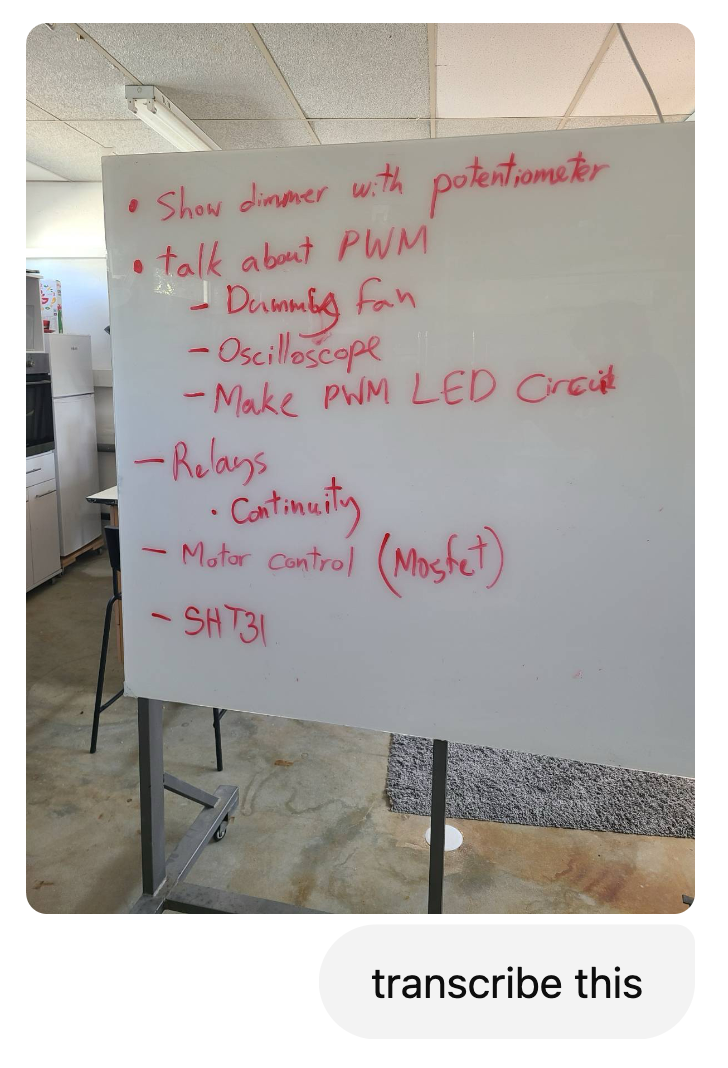 • Show dimmer with potentiometer
• talk about PWM
- fan
- Oscilloscope
- Make PWM LED Circuit
- Relays
• Continuity
- Motor control (Mosfet)
- SHT31
transcribe this